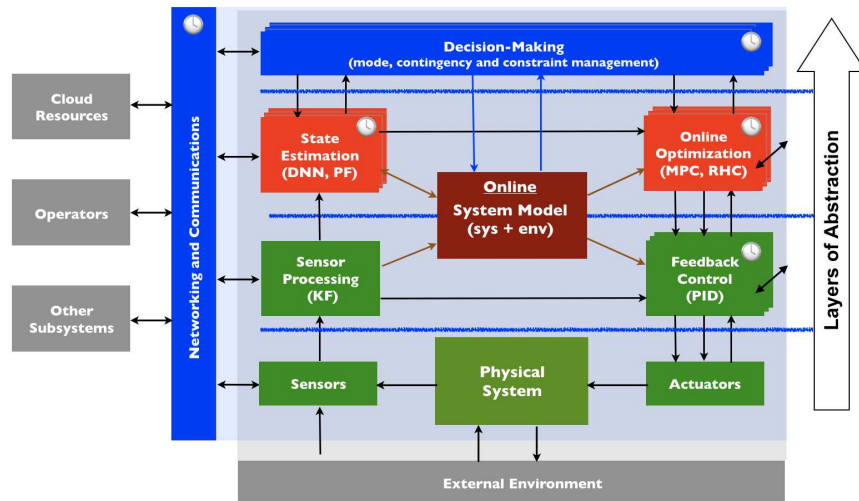 Decision-Making
(mode, contingency and constraint management)
Cloud
Resources
Operators
Other
Subsystems
Networking and Communications
State
Estimation
(DNN, PF)
Online
Optimization
(MPC, RHC)
Online
System Model
(sys + env)
Sensor
Processing
(KF)
Feedback
Control
(PID)
Sensors
Physical
System
Actuators
External Environment
Layers of Abstraction